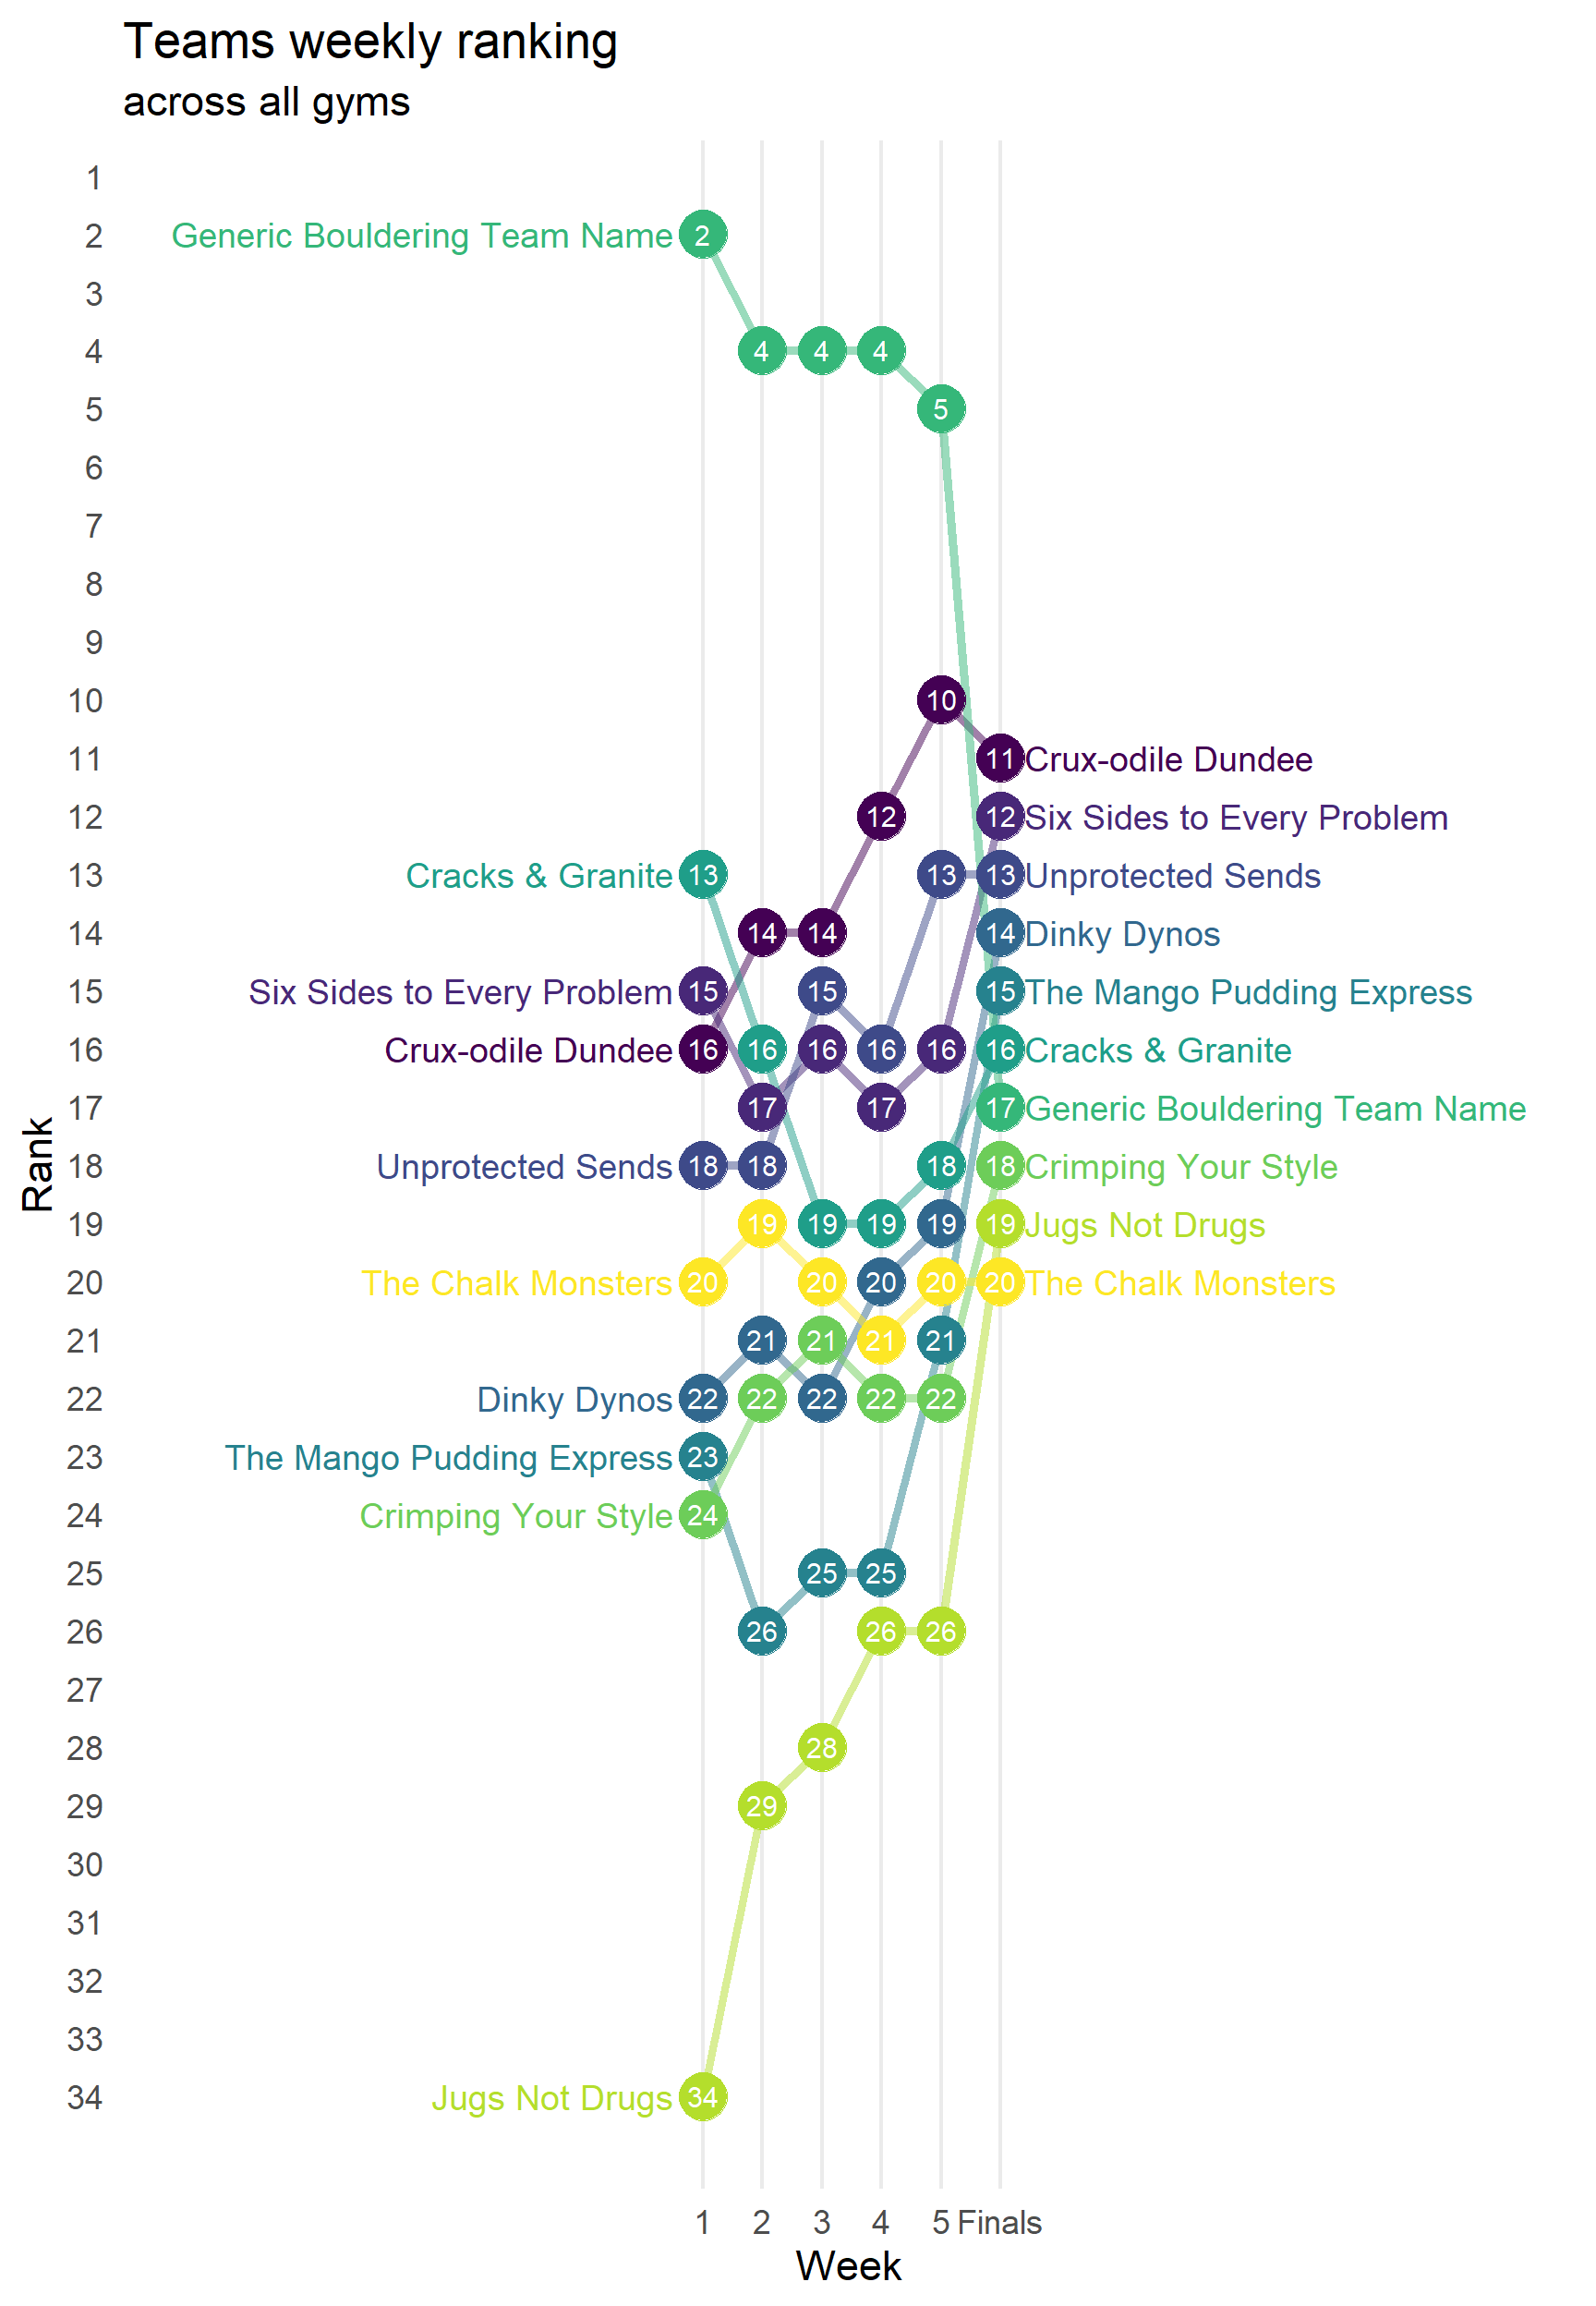 Teams weekly ranking
across all gyms
1
2 Generic Bouldering Team Name 2
3
4 4 4 4
5 5
6
7
8
9
10 10
11 11 Crux-odile Dundee
12 12 12 Six Sides to Every Problem
13 Cracks & Granite 13 13 13 Unprotected Sends
14 14 14 14 Dinky Dynos
15 Six Sides to Every Problem 15 15 15 The Mango Pudding Express
16 Crux-odile Dundee 16 16 16 16 16 16 Cracks & Granite
17 17 17 17 Generic Bouldering Team Name
18 Unprotected Sends 18 18 18 18 Crimping Your Style
19 19 19 19 19 19 Jugs Not Drugs
20 The Chalk Monsters 20 20 20 20 20 The Chalk Monsters
21 21 21 21 21
22 Dinky Dynos 22 22 22 22 22
23 The Mango Pudding Express 23
24 Crimping Your Style 24
25 25 25
26 26 26 26
27
28 28
29 29
30
31
32
33
34 Jugs Not Drugs 34
Rank
1 2 3 4 5 Finals
Week